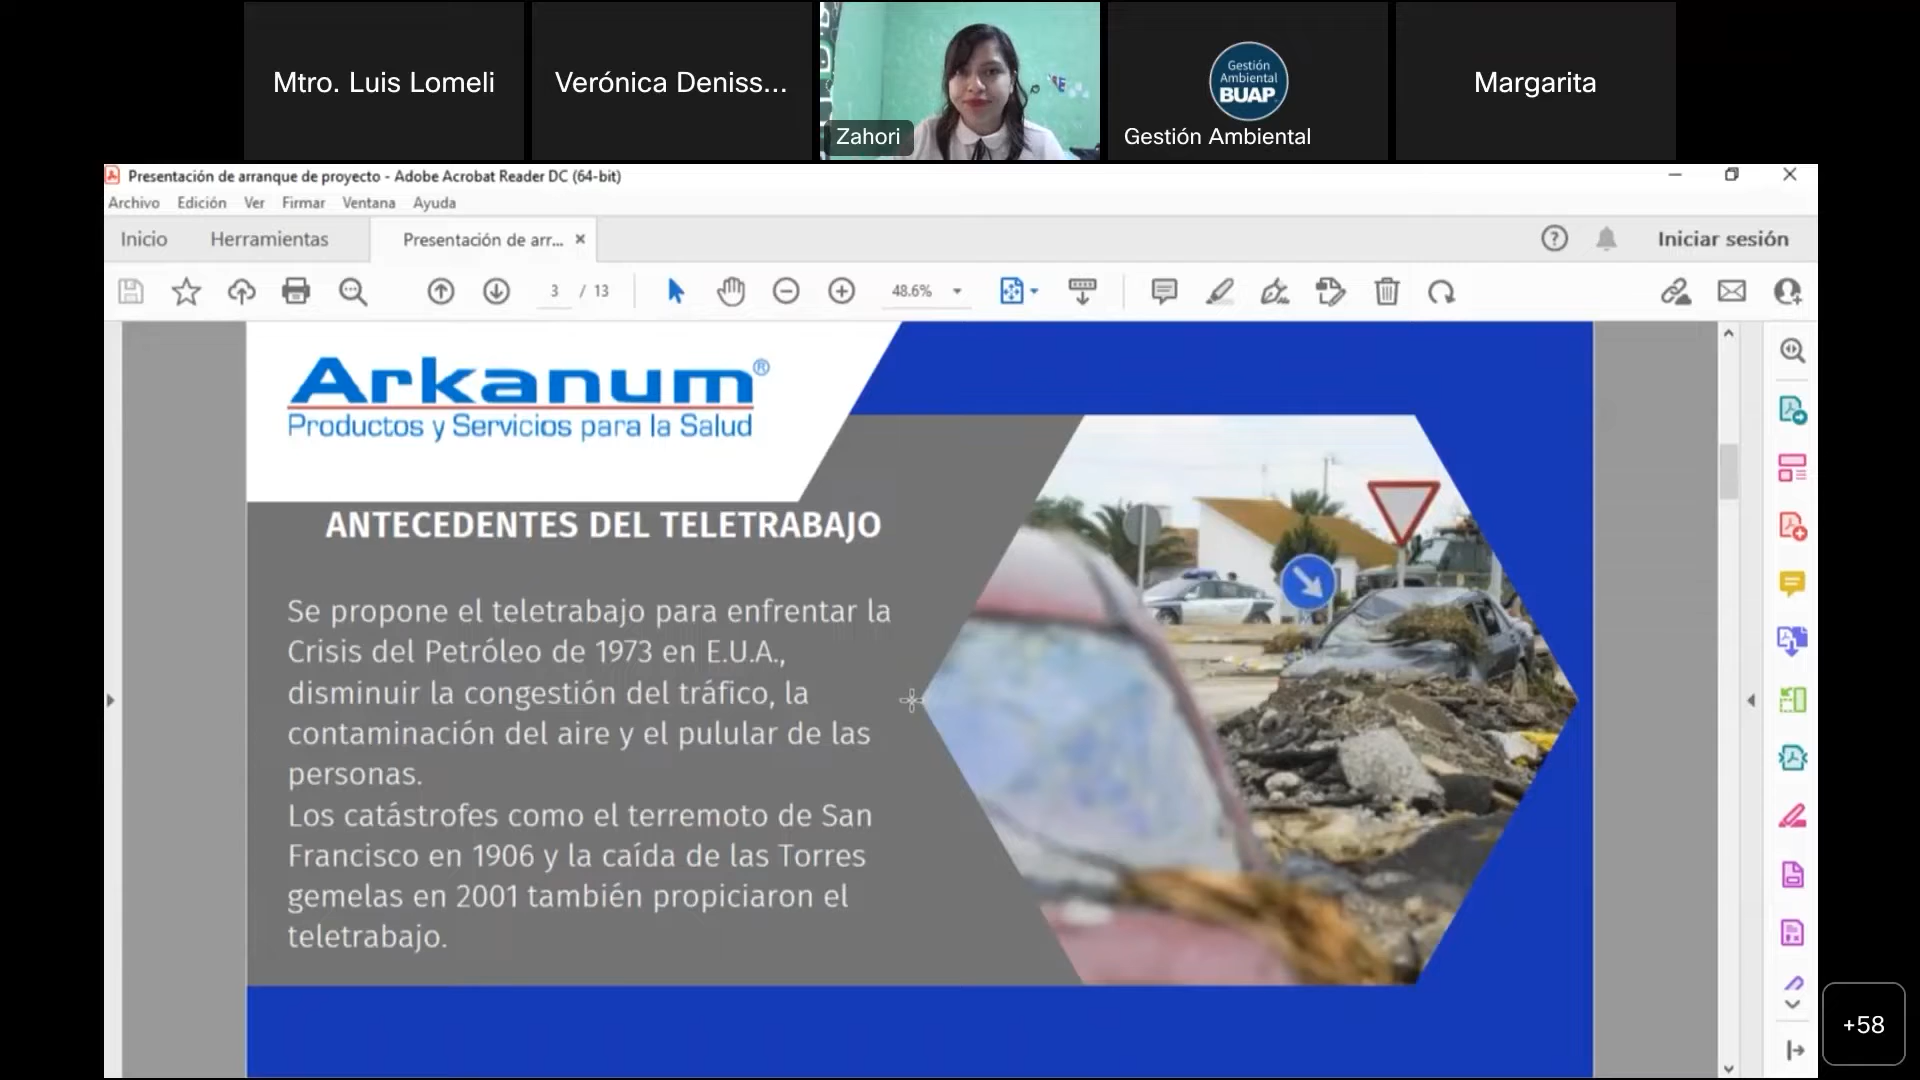 Mtro. Luis Lomeli
Verónica Deniss...
Zahori
Gestión
Ambiental
BUAP
Gestión Ambiental
Margarita
Presentación de arranque de proyecto - Adobe Acrobat Reader DC (64-bit)
Archivo Edición Ver Firmar Ventana Ayuda
Inicio Herramientas Presentación de arr... Iniciar sesión
3 / 13 48.6%
Arkanum®
Productos y Servicios para la Salud
ANTECEDENTES DEL TELETRABAJO
Se propone el teletrabajo para enfrentar la
Crisis del Petróleo de 1973 en E.U.A.,
disminuir la congestión del tráfico, la
contaminación del aire y el pulular de las
personas.
Los catástrofes como el terremoto de San
Francisco en 1906 y la caída de las Torres
gemelas en 2001 también propiciaron el
teletrabajo.
+58